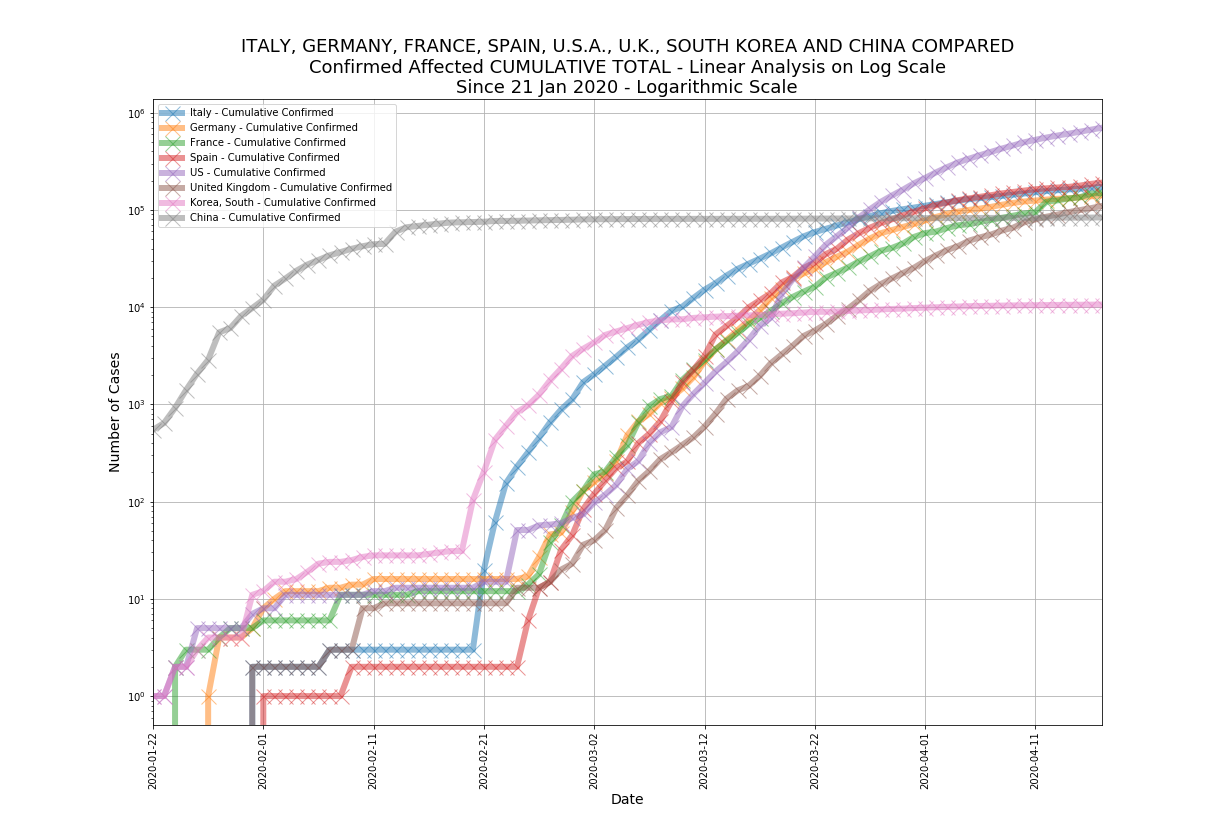 ITALY, GERMANY, FRANCE, SPAIN, U.S.A., U.K., SOUTH KOREA AND CHINA COMPARED
Confirmed Affected CUMULATIVE TOTAL - Linear Analysis on Log Scale
Since 21 Jan 2020 - Logarithmic Scale
Italy - Cumulative Confirmed
Germany - Cumulative Confirmed
France - Cumulative Confirmed
Spain - Cumulative Confirmed
US - Cumulative Confirmed
United Kingdom - Cumulative Confirmed
Korea, South - Cumulative Confirmed
China - Cumulative Confirmed
Number of Cases
10⁶
10⁵
10⁴
10³
10²
10¹
10⁰
2020-01-22
2020-02-01
2020-02-11
2020-02-21
2020-03-02
2020-03-12
2020-03-22
2020-04-01
2020-04-11
Date